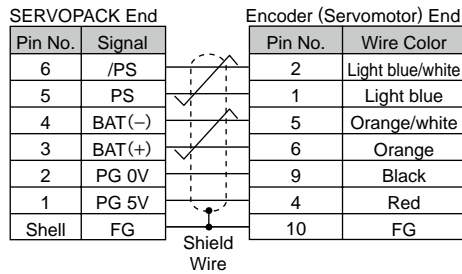 SERVOPACK End Encoder (Servomotor) End
Pin No. Signal Pin No. Wire Color
6 /PS 2 Light blue/white
5 PS 1 Light blue
4 BAT(−) 5 Orange/white
3 BAT(+) 6 Orange
2 PG 0V 9 Black
1 PG 5V 4 Red
Shell FG 10 FG
Shield
Wire